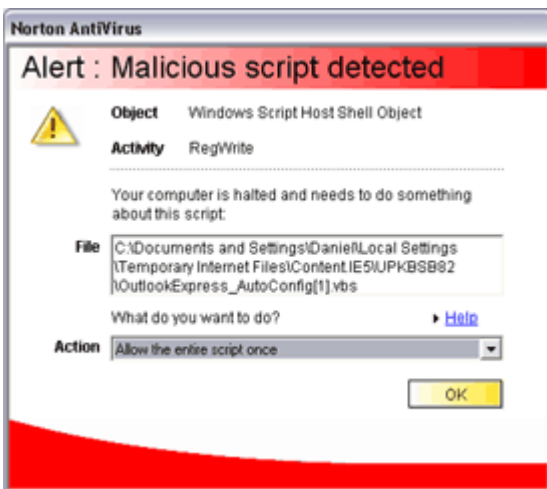 Norton AntiVirus
Alert : Malicious script detected
Object Windows Script Host Shell Object
Activity RegWrite
Your computer is halted and needs to do something
about this script:
File C:\Documents and Settings\Daniel\Local Settings
\Temporary Internet Files\Content.IE5\UPKBSB82
\OutlookExpress_AutoConfig[1].vbs
What do you want to do? Help
Action Allow the entire script once
OK